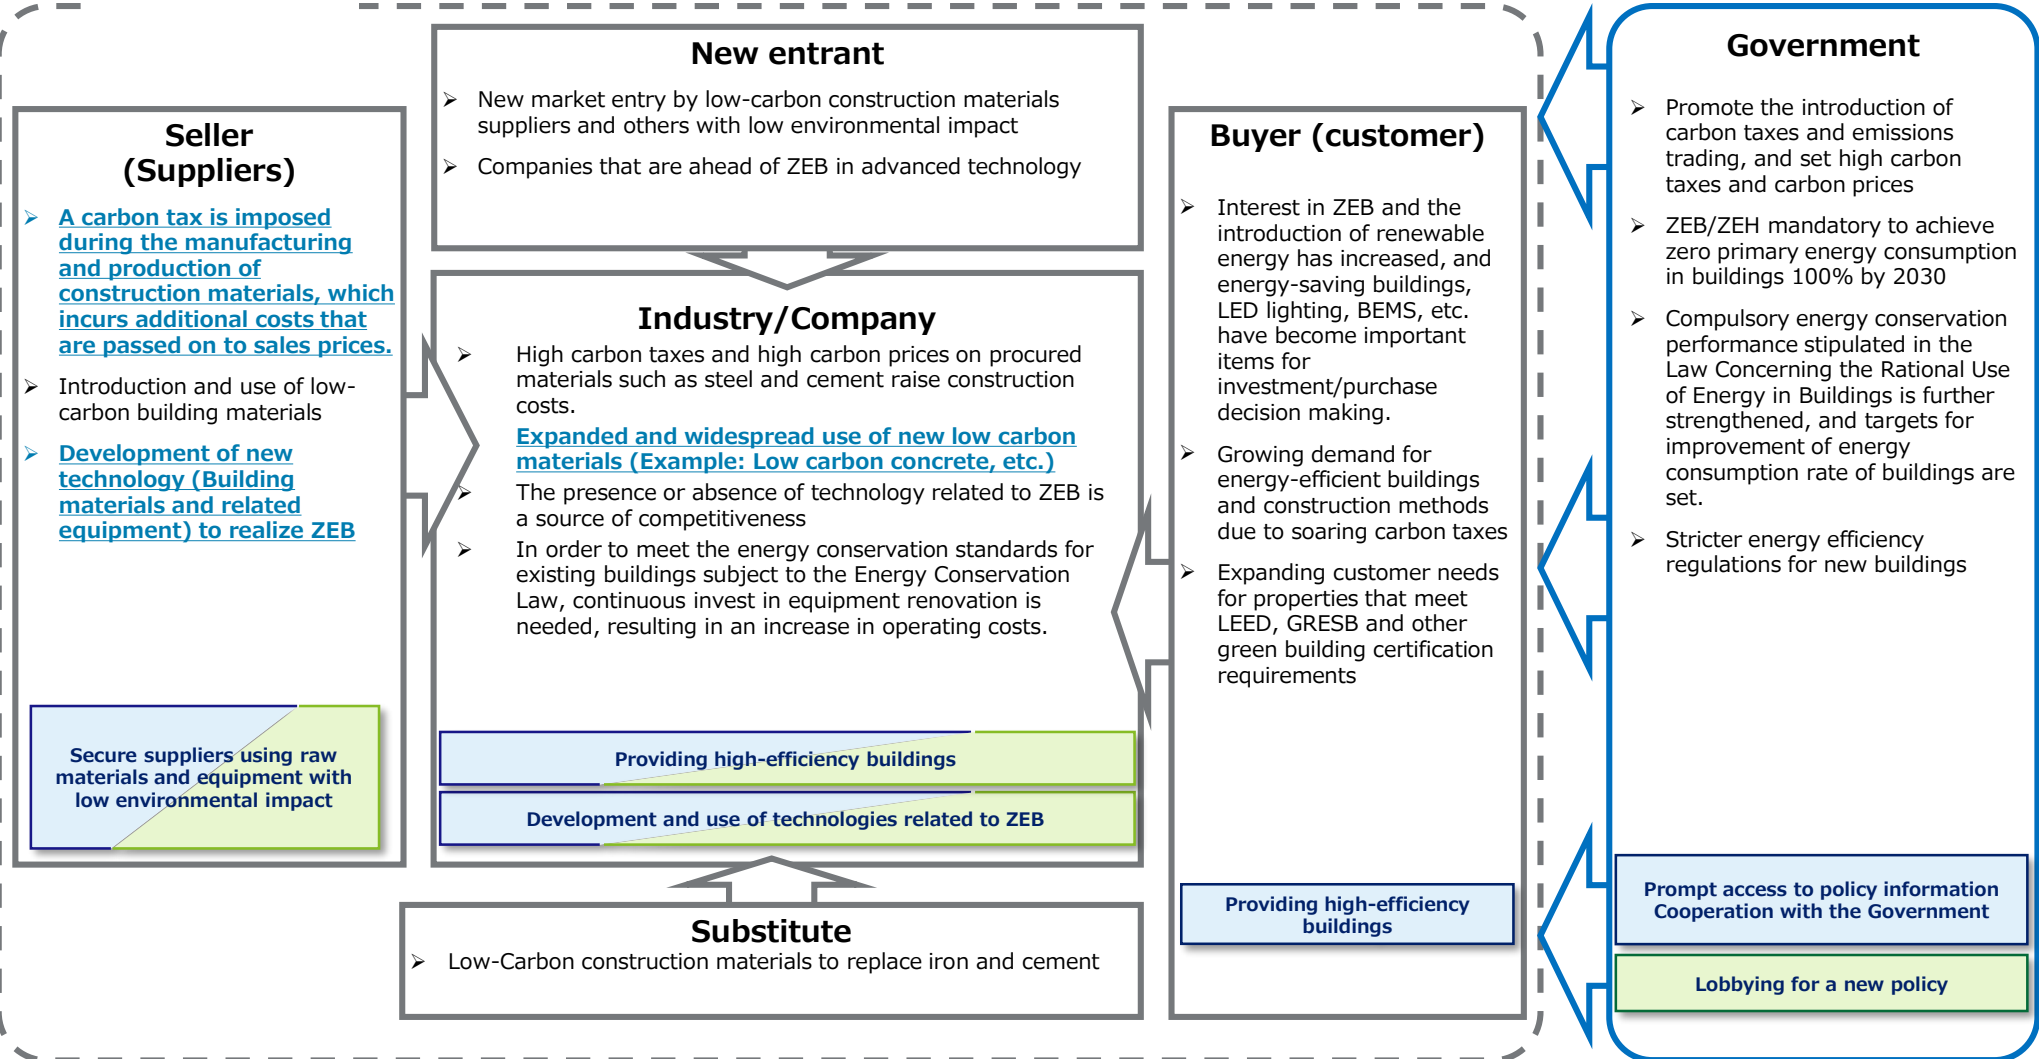 New entrant
➢ New market entry by low-carbon construction materials
suppliers and others with low environmental impact
➢ Companies that are ahead of ZEB in advanced technology
Seller
(Suppliers)
➢ A carbon tax is imposed
during the manufacturing
and production of
construction materials, which
incurs additional costs that
are passed on to sales prices.
➢ Introduction and use of low-
carbon building materials
➢ Development of new
technology (Building
materials and related
equipment) to realize ZEB
Secure suppliers using raw
materials and equipment with
low environmental impact
Industry/Company
➢ High carbon taxes and high carbon prices on procured
materials such as steel and cement raise construction
costs.
Expanded and widespread use of new low carbon
materials (Example: Low carbon concrete, etc.)
➢ The presence or absence of technology related to ZEB is
a source of competitiveness
➢ In order to meet the energy conservation standards for
existing buildings subject to the Energy Conservation
Law, continuous invest in equipment renovation is
needed, resulting in an increase in operating costs.
Providing high-efficiency buildings
Development and use of technologies related to ZEB
Substitute
➢ Low-Carbon construction materials to replace iron and cement
Buyer (customer)
➢ Interest in ZEB and the
introduction of renewable
energy has increased, and
energy-saving buildings,
LED lighting, BEMS, etc.
have become important
items for
investment/purchase
decision making.
➢ Growing demand for
energy-efficient buildings
and construction methods
due to soaring carbon taxes
➢ Expanding customer needs
for properties that meet
LEED, GRESB and other
green building certification
requirements
Providing high-efficiency
buildings
Government
➢ Promote the introduction of
carbon taxes and emissions
trading, and set high carbon
taxes and carbon prices
➢ ZEB/ZEH mandatory to achieve
zero primary energy consumption
in buildings 100% by 2030
➢ Compulsory energy conservation
performance stipulated in the
Law Concerning the Rational Use
of Energy in Buildings is further
strengthened, and targets for
improvement of energy
consumption rate of buildings are
set.
➢ Stricter energy efficiency
regulations for new buildings
Prompt access to policy information
Cooperation with the Government
Lobbying for a new policy